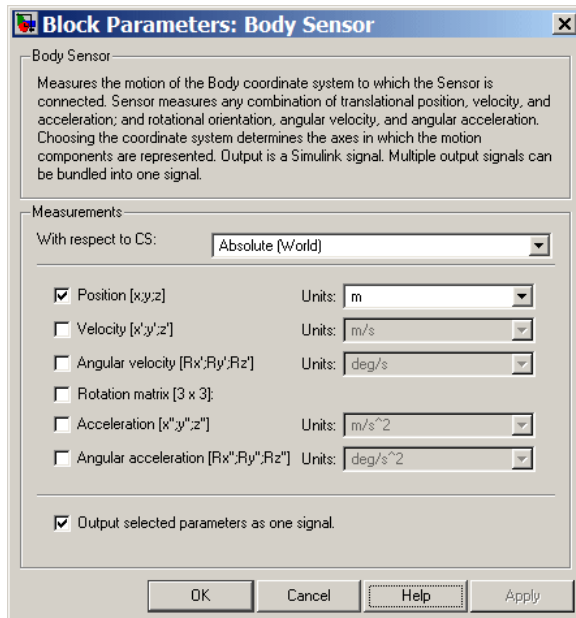 Block Parameters: Body Sensor
Body Sensor
Measures the motion of the Body coordinate system to which the Sensor is
connected. Sensor measures any combination of translational position, velocity, and
acceleration; and rotational orientation, angular velocity, and angular acceleration.
Choosing the coordinate system determines the axes in which the motion
components are represented. Output is a Simulink signal. Multiple output signals can
be bundled into one signal.
Measurements
With respect to CS: Absolute (World)
Position [x;y;z] Units: m
Velocity [x';y';z'] Units: m/s
Angular velocity [Rx';Ry';Rz'] Units: deg/s
Rotation matrix [3 x 3]:
Acceleration [x";y";z"] Units: m/s^2
Angular acceleration [Rx";Ry";Rz"] Units: deg/s^2
Output selected parameters as one signal.
OK Cancel Help Apply